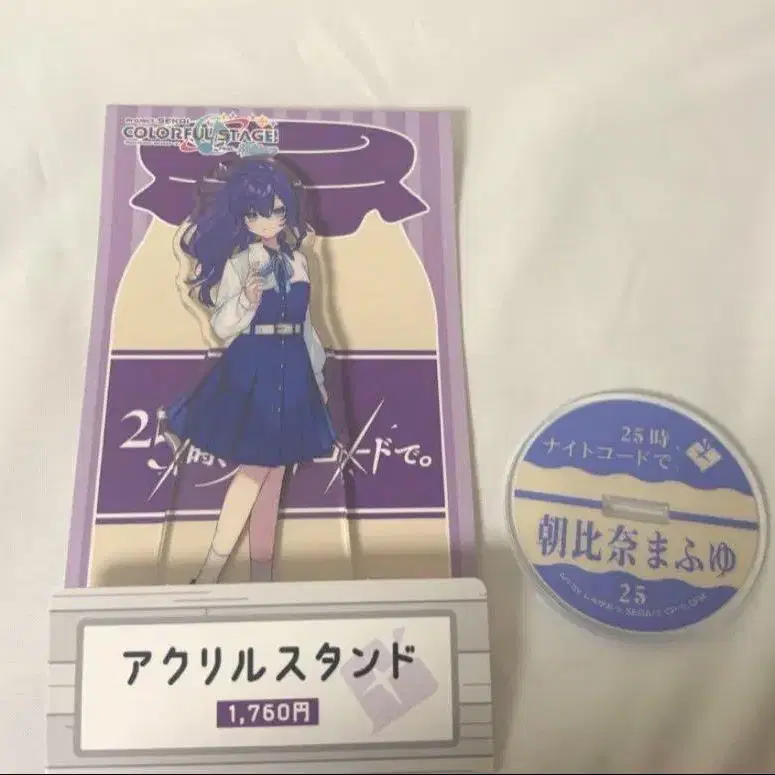 PROJECT SEKAI
COLORFUL STAGE!
25時、ナイトコードで。
アクリルスタンド
1,760円
25時、
ナイトコードで。
朝比奈まふゆ
25